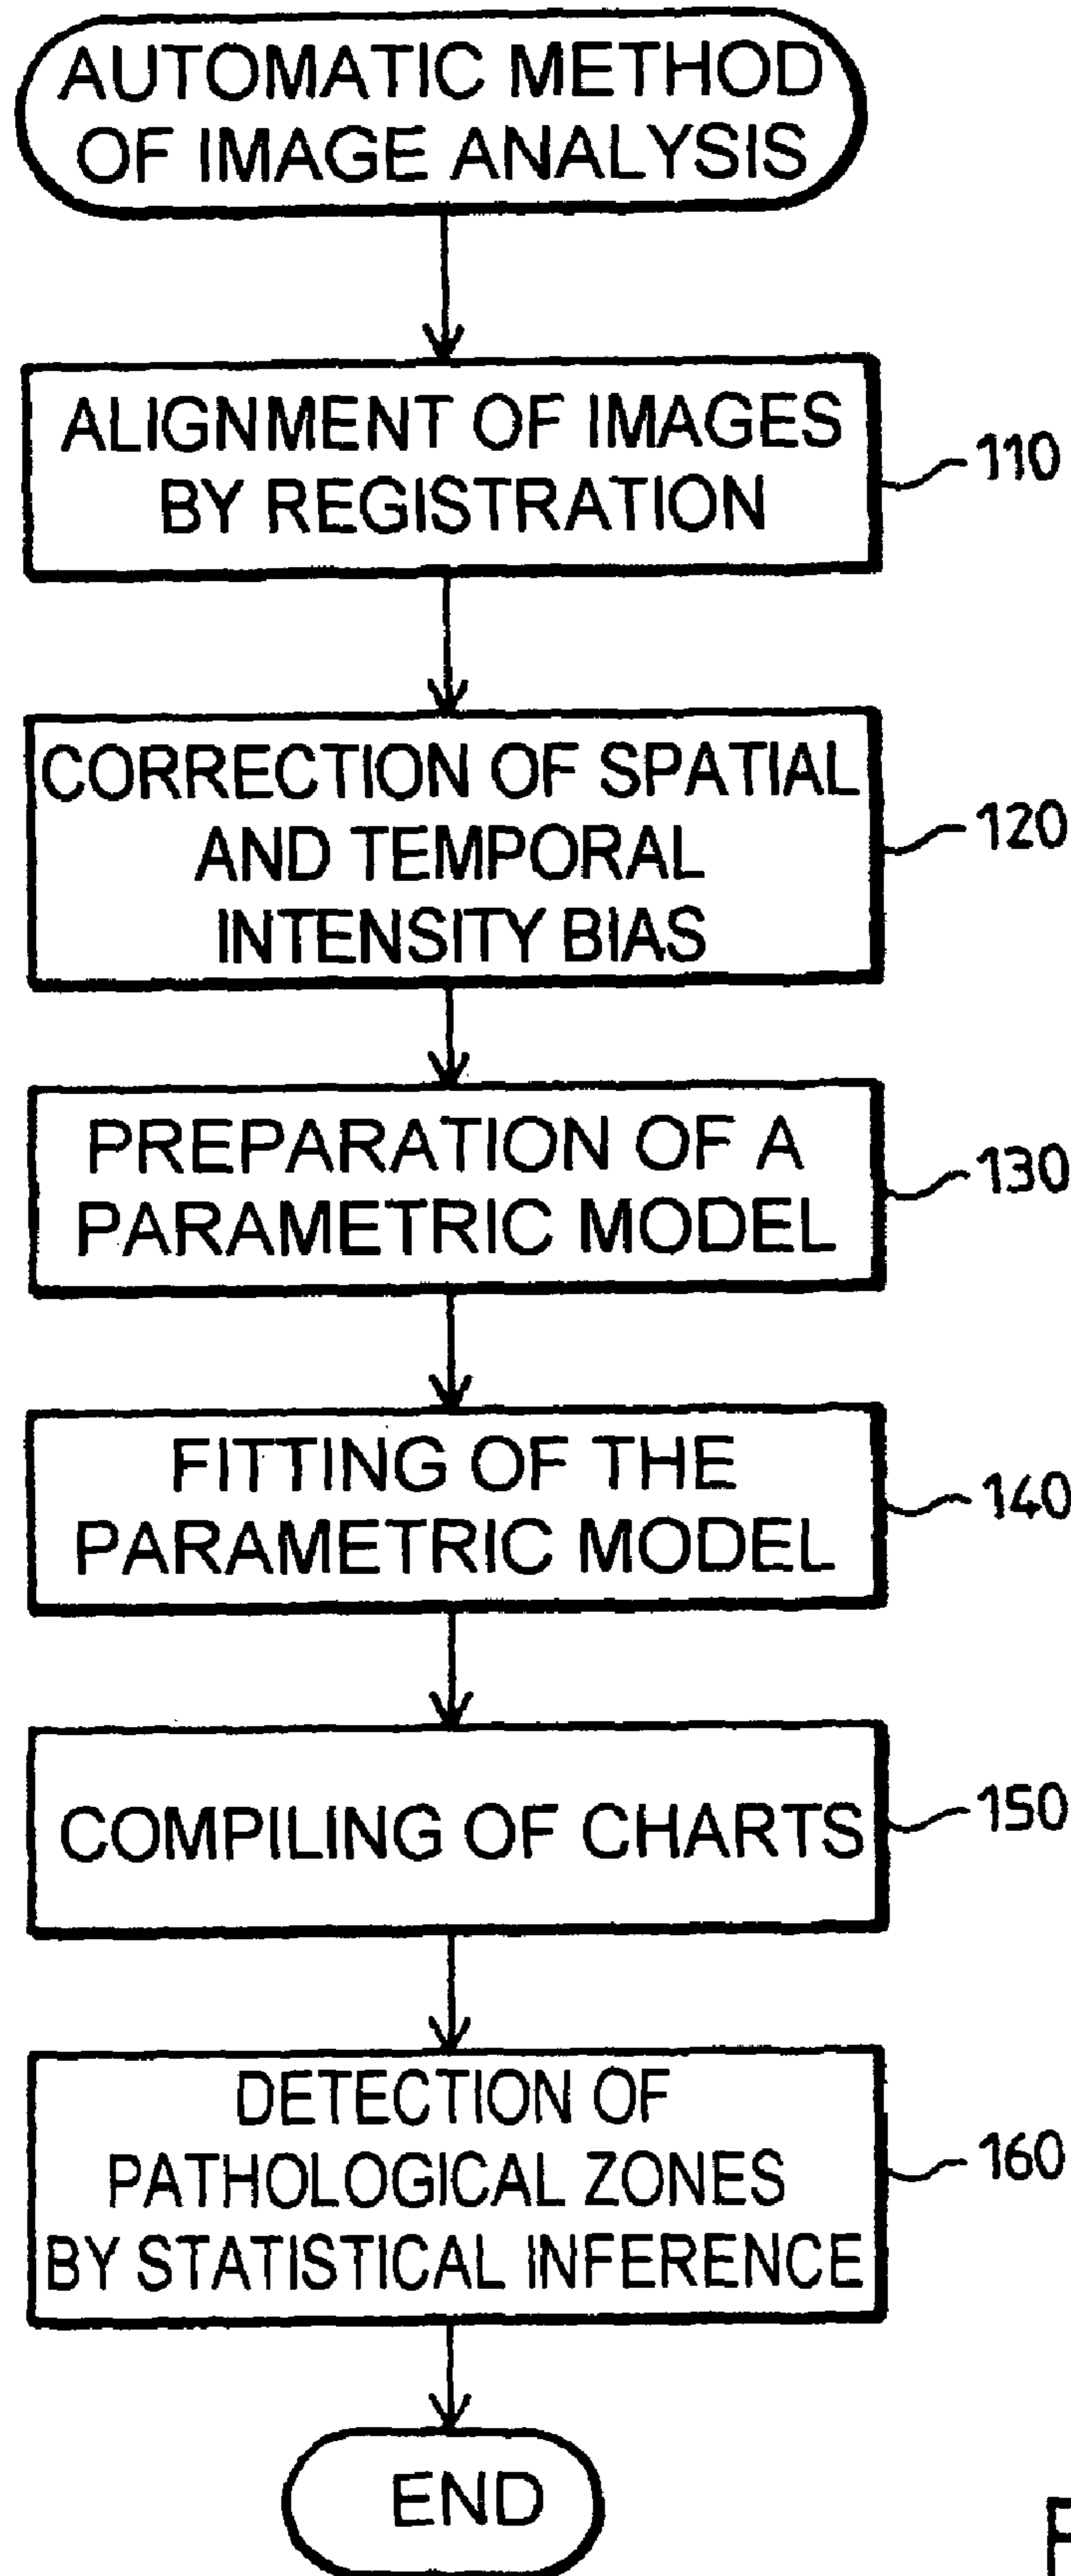 AUTOMATIC METHOD
OF IMAGE ANALYSIS
ALIGNMENT OF IMAGES
BY REGISTRATION
110
CORRECTION OF SPATIAL
AND TEMPORAL
INTENSITY BIAS
120
PREPARATION OF A
PARAMETRIC MODEL
130
FITTING OF THE
PARAMETRIC MODEL
140
COMPILING OF CHARTS
150
DETECTION OF
PATHOLOGICAL ZONES
BY STATISTICAL INFERENCE
160
END